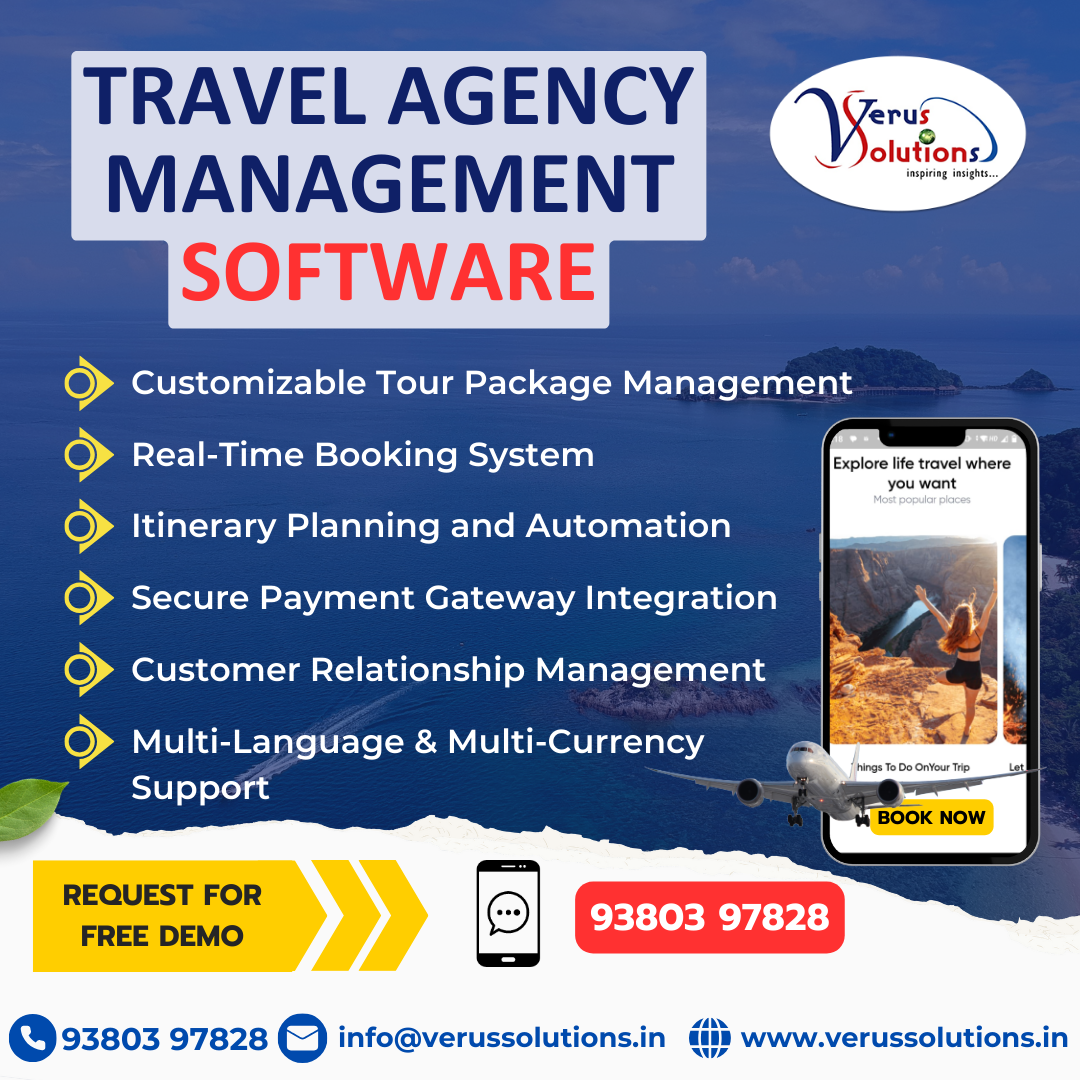 TRAVEL AGENCY
MANAGEMENT
SOFTWARE
Verus
Solutions
inspiring insights...
Customizable Tour Package Management
Real-Time Booking System
Itinerary Planning and Automation
Secure Payment Gateway Integration
Customer Relationship Management
Multi-Language & Multi-Currency
Support
Explore life travel where
you want
Most popular places
Things To Do OnYour Trip
Let
BOOK NOW
REQUEST FOR
FREE DEMO
93803 97828
93803 97828
info@verussolutions.in
www.verussolutions.in